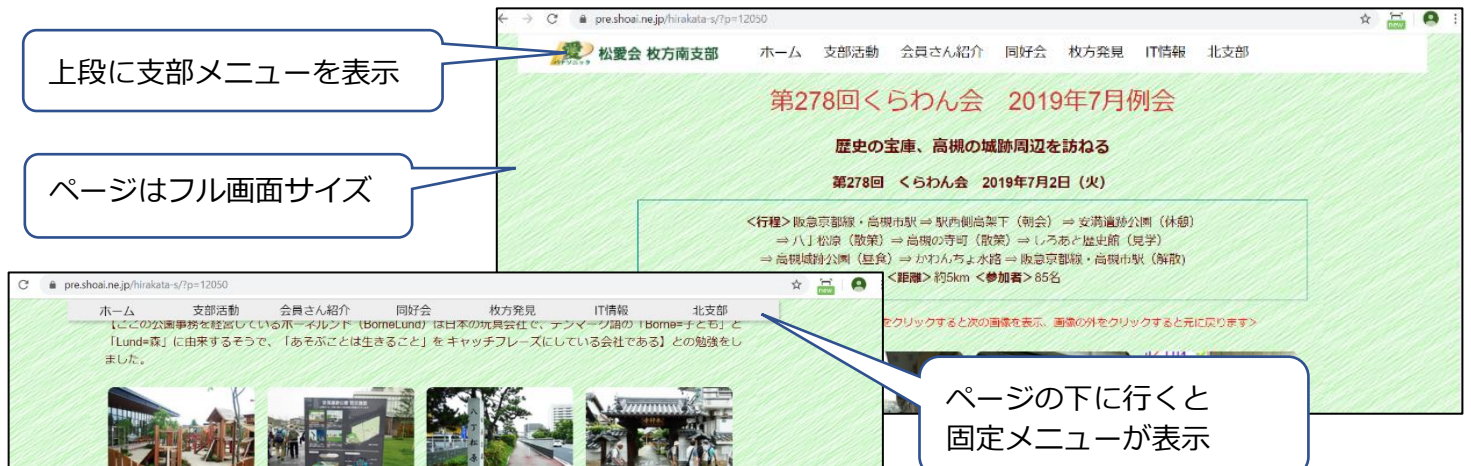 上段に支部メニューを表示
ページはフル画面サイズ
pre.shoai.ne.jp/hirakata-s/?p=12050
new
松愛会 枚方南支部 ホーム 支部活動 会員さん紹介 同好会 枚方発見 IT情報 北支部
第278回くらわん会 2019年7月例会
歴史の宝庫、高槻の城跡周辺を訪ねる
第278回 くらわん会 2019年7月2日（火）
<行程>阪急京都線・高槻市駅⇒駅西側高架下（朝会）⇒安満遺跡公園（休憩）
⇒八丁松原（散策）⇒高槻の寺町（散策）⇒しろあと歴史館（見学）
⇒高槻城跡公園（昼食）⇒かわんちょ水路⇒阪急京都線・高槻市駅（解散)
<距離>約5km <参加者>85名
をクリックすると次の画像を表示、画像の外をクリックすると元に戻ります>
pre.shoai.ne.jp/hirakata-s/?p=12050
new
ホーム 支部活動 会員さん紹介 同好会 枚方発見 IT情報 北支部
【ここの公園事務を経営しているボーネルンド（BorneLund）は日本の玩具会社で、デンマーク語の「Borne=子ども」と
「Lund=森」に由来するそうで、「あそぶことは生きること」をキャッチフレーズにしている会社である】との勉強をし
ました。
八丁松原
ページの下に行くと
固定メニューが表示